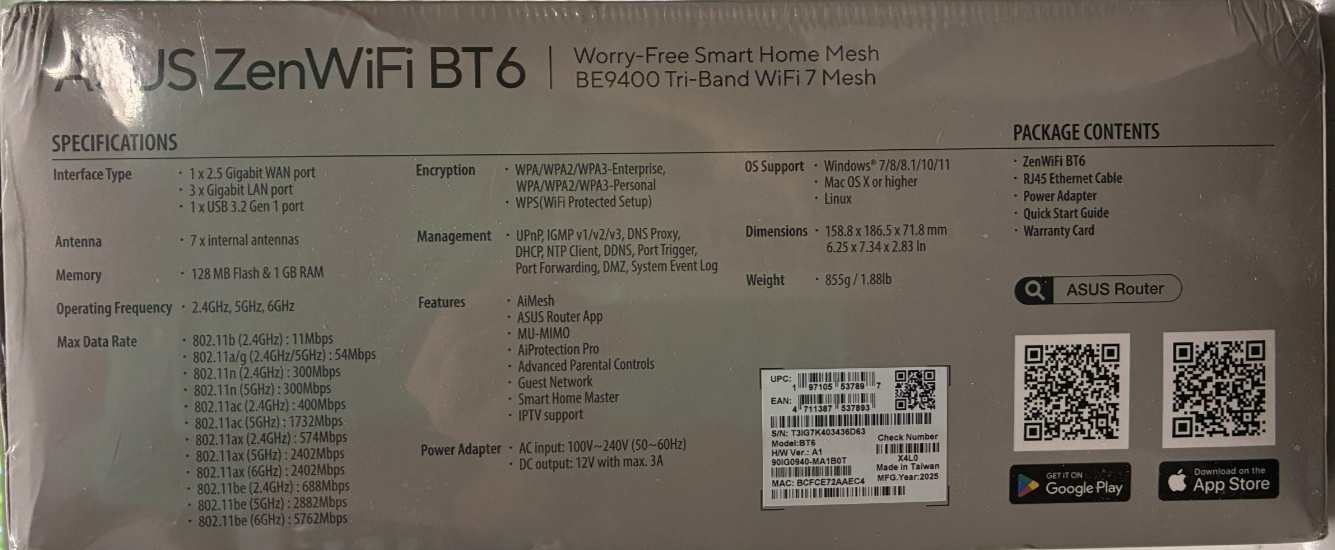 ASUS ZenWiFi BT6
Worry-Free Smart Home Mesh
BE9400 Tri-Band WiFi 7 Mesh
SPECIFICATIONS
Interface Type
· 1 x 2.5 Gigabit WAN port
· 3 x Gigabit LAN port
· 1 x USB 3.2 Gen 1 port
Antenna
· 7 x internal antennas
Memory
· 128 MB Flash & 1 GB RAM
Operating Frequency
· 2.4GHz, 5GHz, 6GHz
Max Data Rate
· 802.11b (2.4GHz) : 11Mbps
· 802.11a/g (2.4GHz/5GHz) : 54Mbps
· 802.11n (2.4GHz) : 300Mbps
· 802.11n (5GHz) : 300Mbps
· 802.11ac (2.4GHz) : 400Mbps
· 802.11ac (5GHz) : 1732Mbps
· 802.11ax (2.4GHz) : 574Mbps
· 802.11ax (5GHz) : 2402Mbps
· 802.11ax (6GHz) : 2402Mbps
· 802.11be (2.4GHz) : 688Mbps
· 802.11be (5GHz) : 2882Mbps
· 802.11be (6GHz) : 5762Mbps
Encryption
· WPA/WPA2/WPA3-Enterprise,
WPA/WPA2/WPA3-Personal
· WPS(WiFi Protected Setup)
Management
· UPnP, IGMP v1/v2/v3, DNS Proxy,
DHCP, NTP Client, DDNS, Port Trigger,
Port Forwarding, DMZ, System Event Log
Features
· AiMesh
· ASUS Router App
· MU-MIMO
· AiProtection Pro
· Advanced Parental Controls
· Guest Network
· Smart Home Master
· IPTV support
Power Adapter
· AC input: 100V~240V (50~60Hz)
· DC output: 12V with max. 3A
OS Support
· Windows® 7/8/8.1/10/11
· Mac OS X or higher
· Linux
Dimensions
· 158.8 x 186.5 x 71.8 mm
6.25 x 7.34 x 2.83 In
Weight
· 855g / 1.88lb
UPC:
1 97105 53789 7
EAN:
4 711387 537893
S/N: T3IG7K403436D63
Model:BT6
H/W Ver.: A1
90IG0940-MA1B0T
MAC: BCFCE72AAEC4
Check Number
X4L0
Made in Taiwan
MFG.Year:2025
PACKAGE CONTENTS
· ZenWiFi BT6
· RJ45 Ethernet Cable
· Power Adapter
· Quick Start Guide
· Warranty Card
ASUS Router
GET IT ON
Google Play
Download on the
App Store